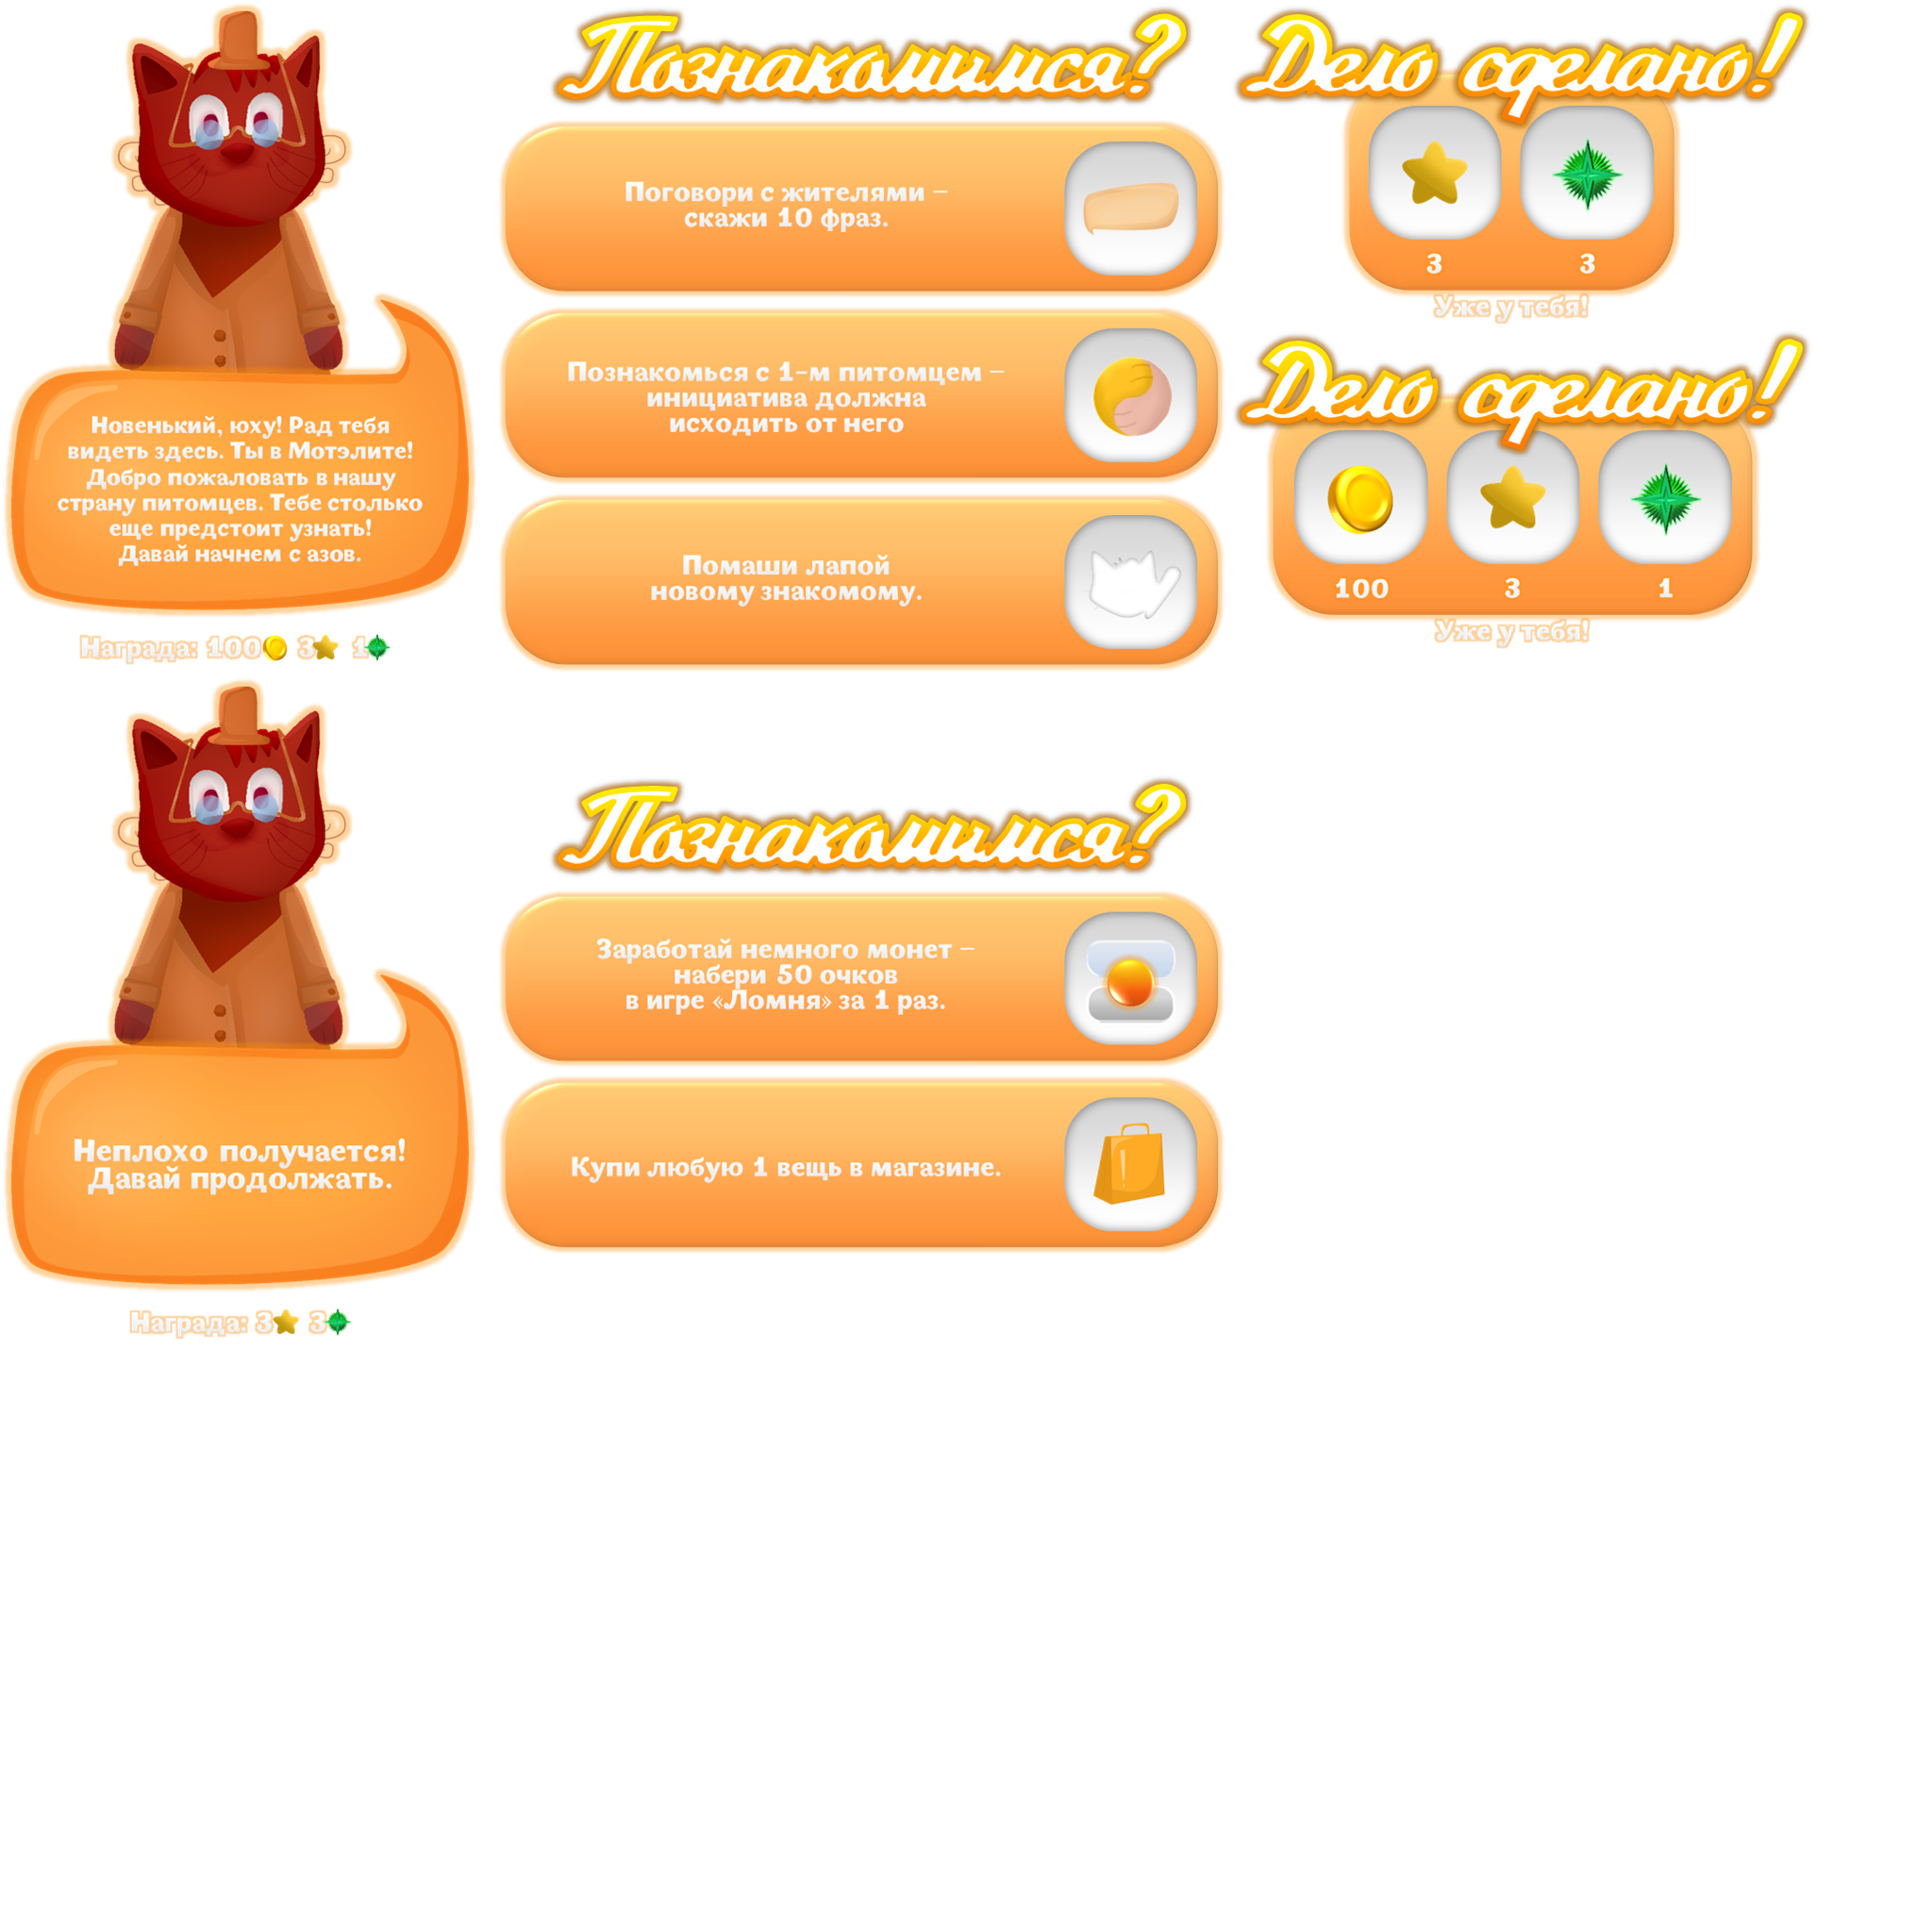 Новенький, юху! Рад тебя
видеть здесь. Ты в Мотэлите!
Добро пожаловать в нашу
страну питомцев. Тебе столько
еще предстоит узнать!
Давай начнем с азов.
Награда: 100 3 1
Познакомимся?
Поговори с жителями –
скажи 10 фраз.
Познакомься с 1-м питомцем –
инициатива должна
исходить от него
Помаши лапой
новому знакомому.
Дело сделано!
3 3
Уже у тебя!
Дело сделано!
100 3 1
Уже у тебя!
Неплохо получается!
Давай продолжать.
Награда: 3 3
Познакомимся?
Заработай немного монет –
набери 50 очков
в игре «Ломня» за 1 раз.
Купи любую 1 вещь в магазине.